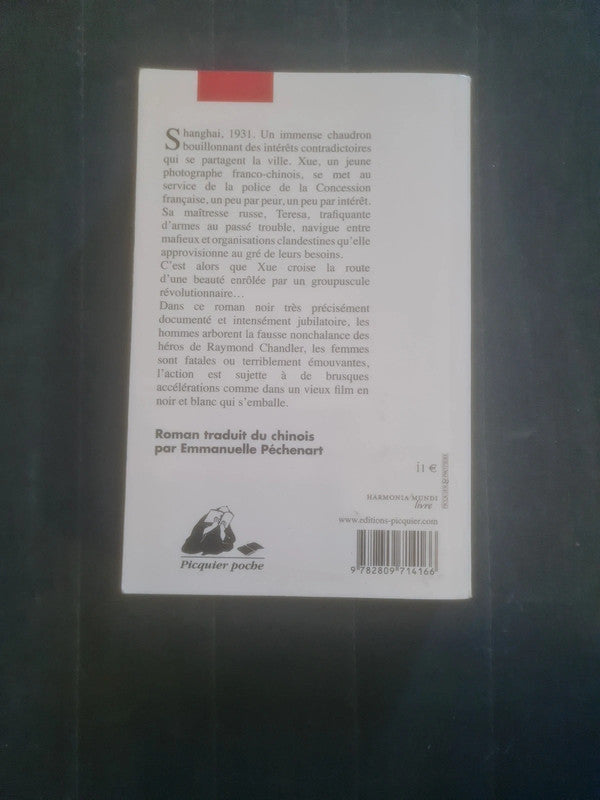 Shanghai, 1931. Un immense chaudron
bouillonnant des intérêts contradictoires
qui se partagent la ville. Xue, un jeune
photographe franco-chinois, se met au
service de la police de la Concession
française, un peu par peur, un peu par intérêt.
Sa maîtresse russe, Teresa, trafiquante
d'armes au passé trouble, navigue entre
mafieux et organisations clandestines qu'elle
approvisionne au gré de leurs besoins.
C'est alors que Xue croise la route
d'une beauté enrôlée par un groupuscule
révolutionnaire…
Dans ce roman noir très précisément
documenté et intensément jubilatoire, les
hommes arborent la fausse nonchalance des
héros de Raymond Chandler, les femmes
sont fatales ou terriblement émouvantes,
l'action est sujette à de brusques
accélérations comme dans un vieux film en
noir et blanc qui s'emballe.
Roman traduit du chinois
par Emmanuelle Péchenart
11 €
HARMONIA MUNDI
livre
www.editions-picquier.com
Picquier poche
9 782809 714166